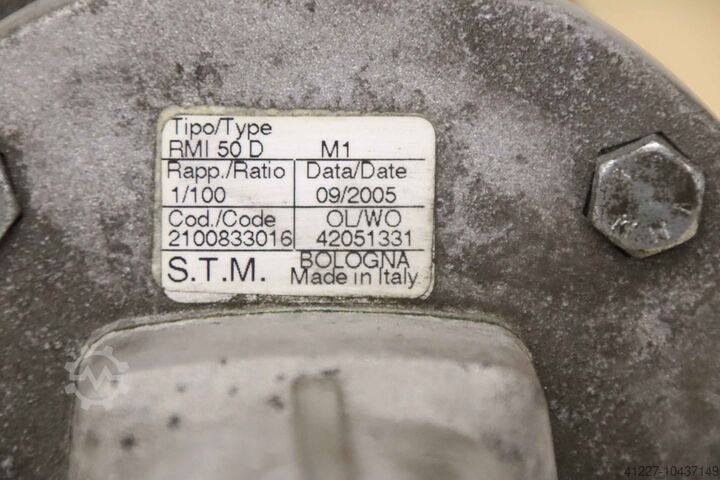 Tipo/Type
RMI 50 D M1
Rapp./Ratio Data/Date
1/100 09/2005
Cod./Code OL/WO
2100833016 42051331
S.T.M. BOLOGNA
Made in Italy
41227-10437149